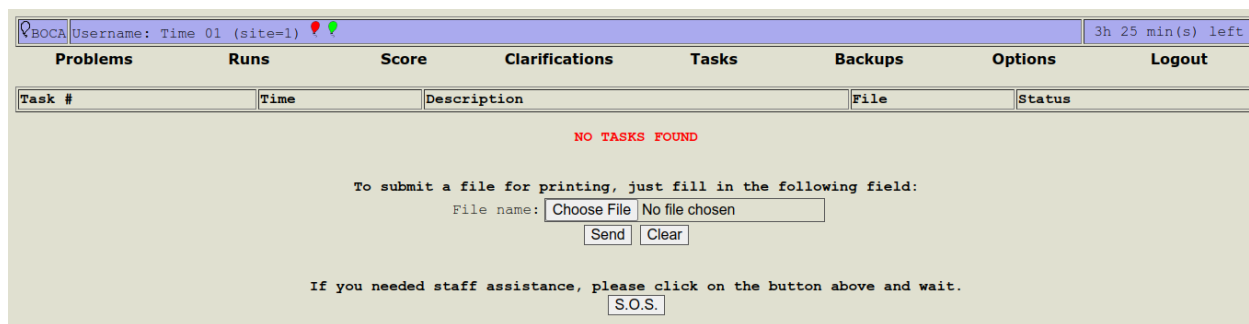 BOCA Username: Time 01 (site=1) 3h 25 min(s) left
Problems Runs Score Clarifications Tasks Backups Options Logout
Task # Time Description File Status
NO TASKS FOUND
To submit a file for printing, just fill in the following field:
File name: Choose File No file chosen
Send Clear
If you needed staff assistance, please click on the button above and wait.
S.O.S.